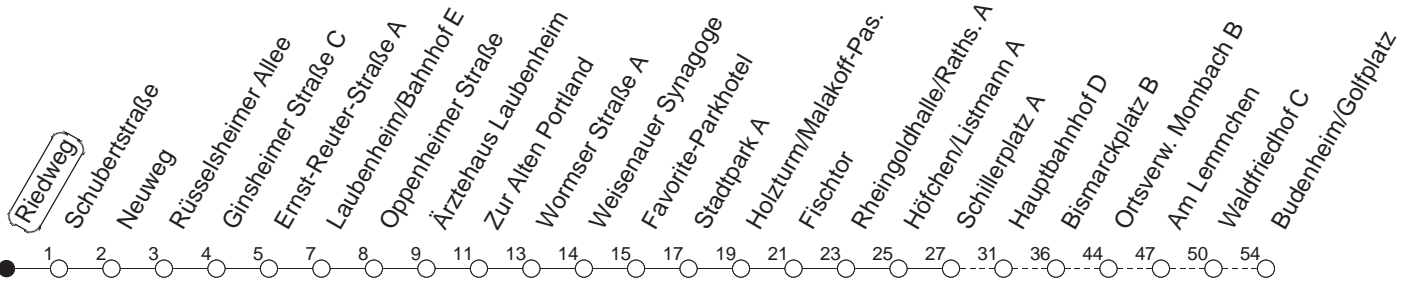 Riedweg
Schubertstraße
Neuweg
Rüsselsheimer Allee
Ginsheimer Straße C
Ernst-Reuter-Straße A
Laubenheim/Bahnhof E
Oppenheimer Straße
Ärztehaus Laubenheim
Zur Alten Portland
Wormser Straße A
Weisenauer Synagoge
Favorite-Parkhotel
Stadtpark A
Holzturm/Malakoff-Pas.
Fischtor
Rheingoldhalle/Raths. A
Höfchen/Listmann A
Schillerplatz A
Hauptbahnhof D
Bismarckplatz B
Ortsverw. Mombach B
Am Lemmchen
Waldfriedhof C
Budenheim/Golfplatz
1 2 3 4 5 7 8 9 11 13 14 15 17 19 21 23 25 27 31 36 44 47 50 54